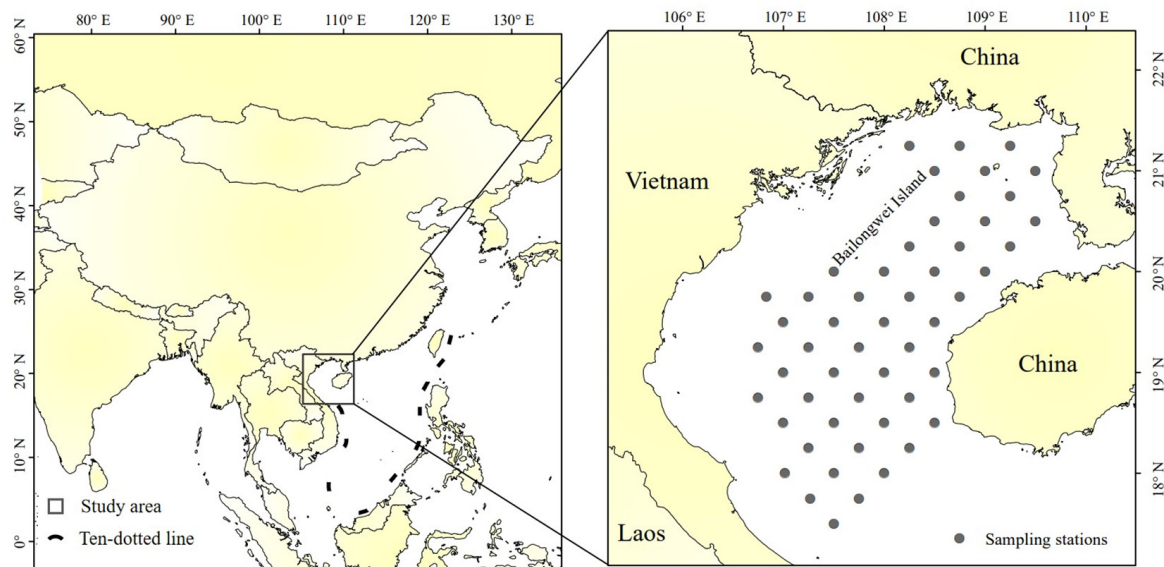 80° E 90° E 100° E 110° E 120° E 130° E
60° N
50° N
40° N
30° N
20° N
10° N
0°
Study area
Ten-dotted line
106° E 107° E 108° E 109° E 110° E
22° N
21° N
20° N
19° N
18° N
China
Vietnam
Bailongwei Island
China
Laos
Sampling stations